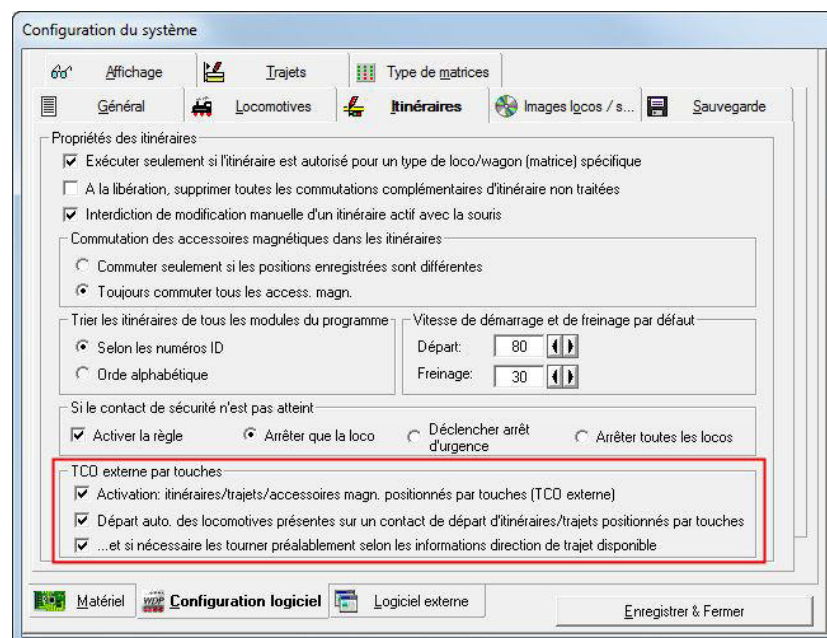 Configuration du système
Affichage
Trajets
Type de matrices
Général
Locomotives
Itinéraires
Images locos / s...
Sauvegarde
Propriétés des itinéraires
Exécuter seulement si l'itinéraire est autorisé pour un type de loco/wagon (matrice) spécifique
A la libération, supprimer toutes les commutations complémentaires d'itinéraire non traitées
Interdiction de modification manuelle d'un itinéraire actif avec la souris
Commutation des accessoires magnétiques dans les itinéraires
Commuter seulement si les positions enregistrées sont différentes
Toujours commuter tous les access. magn.
Trier les itinéraires de tous les modules du programme
Selon les numéros ID
Orde alphabétique
Vitesse de démarrage et de freinage par défaut
Départ: 80
Freinage: 30
Si le contact de sécurité n'est pas atteint
Activer la règle
Arrêter que la loco
Déclencher arrêt
d'urgence
Arrêter toutes les locos
TCO externe par touches
Activation: itinéraires/trajets/accessoires magn. positionnés par touches (TCO externe)
Départ auto. des locomotives présentes sur un contact de départ d'itinéraires/trajets positionnés par touches
...et si nécessaire les tourner préalablement selon les informations direction de trajet disponible
Matériel
WDP
Configuration logiciel
Logiciel externe
Enregistrer & Fermer